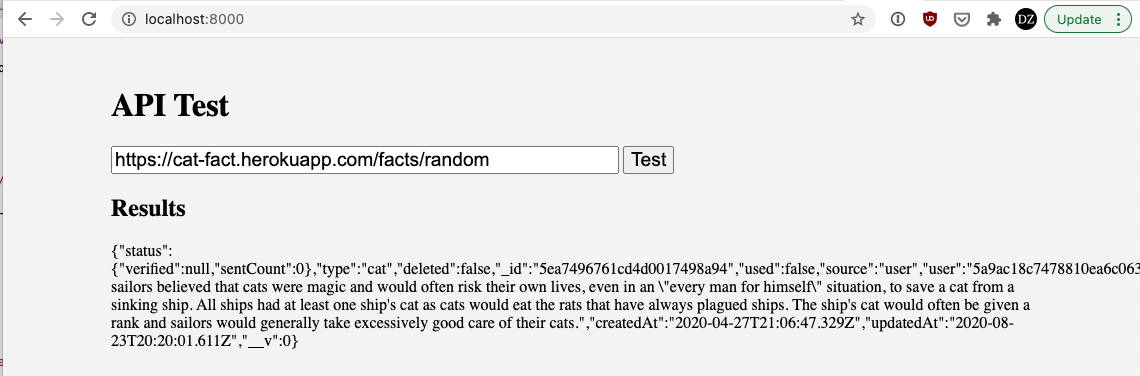 localhost:8000
DZ
Update
API Test
https://cat-fact.herokuapp.com/facts/random
Test
Results
{"status":
{"verified":null,"sentCount":0},"type":"cat","deleted":false,"_id":"5ea7496761cd4d0017498a94","used":false,"source":"user","user":"5a9ac18c7478810ea6c063
sailors believed that cats were magic and would often risk their own lives, even in an \"every man for himself\" situation, to save a cat from a
sinking ship. All ships had at least one ship's cat as cats would eat the rats that have always plagued ships. The ship's cat would often be given a
rank and sailors would generally take excessively good care of their cats.","createdAt":"2020-04-27T21:06:47.329Z","updatedAt":"2020-08-
23T20:20:01.611Z","__v":0}